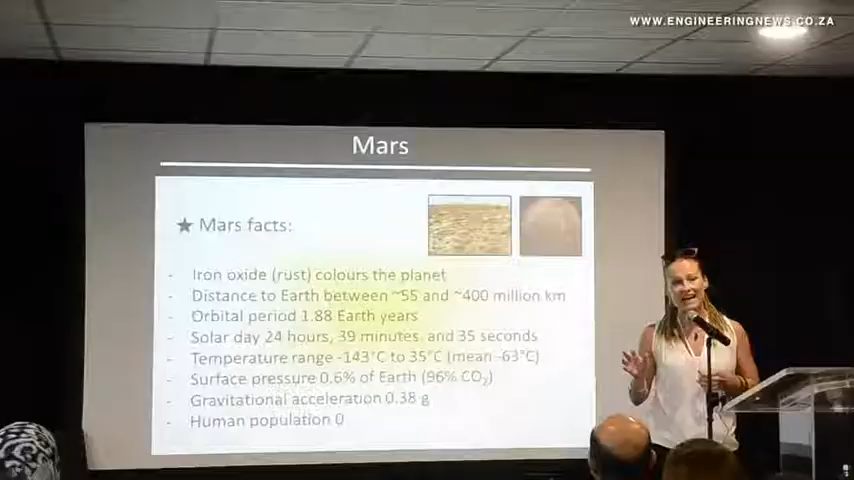 WWW.ENGINEERINGNEWS.CO.ZA
Mars
★ Mars facts:
- Iron oxide (rust) colours the planet
- Distance to Earth between ~55 and ~400 million km
- Orbital period 1.88 Earth years
- Solar day 24 hours, 39 minutes, and 35 seconds
- Temperature range -143°C to 35°C (mean -63°C)
- Surface pressure 0.6% of Earth (96% CO₂)
- Gravitational acceleration 0.38 g
- Human population 0